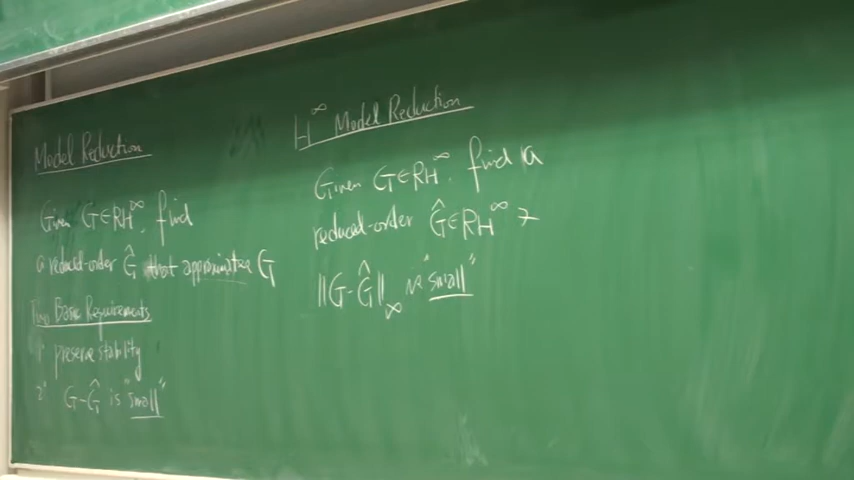 Model Reduction
Given G∈RH^∞, find
a reduced-order Ĝ that approximates G
Two Basic Requirements
1° preserve stability
2° G-Ĝ is "small"
H^∞ Model Reduction
Given G∈RH^∞, find a
reduced-order Ĝ∈RH^∞ ∋
||G-Ĝ||_∞ is "small"